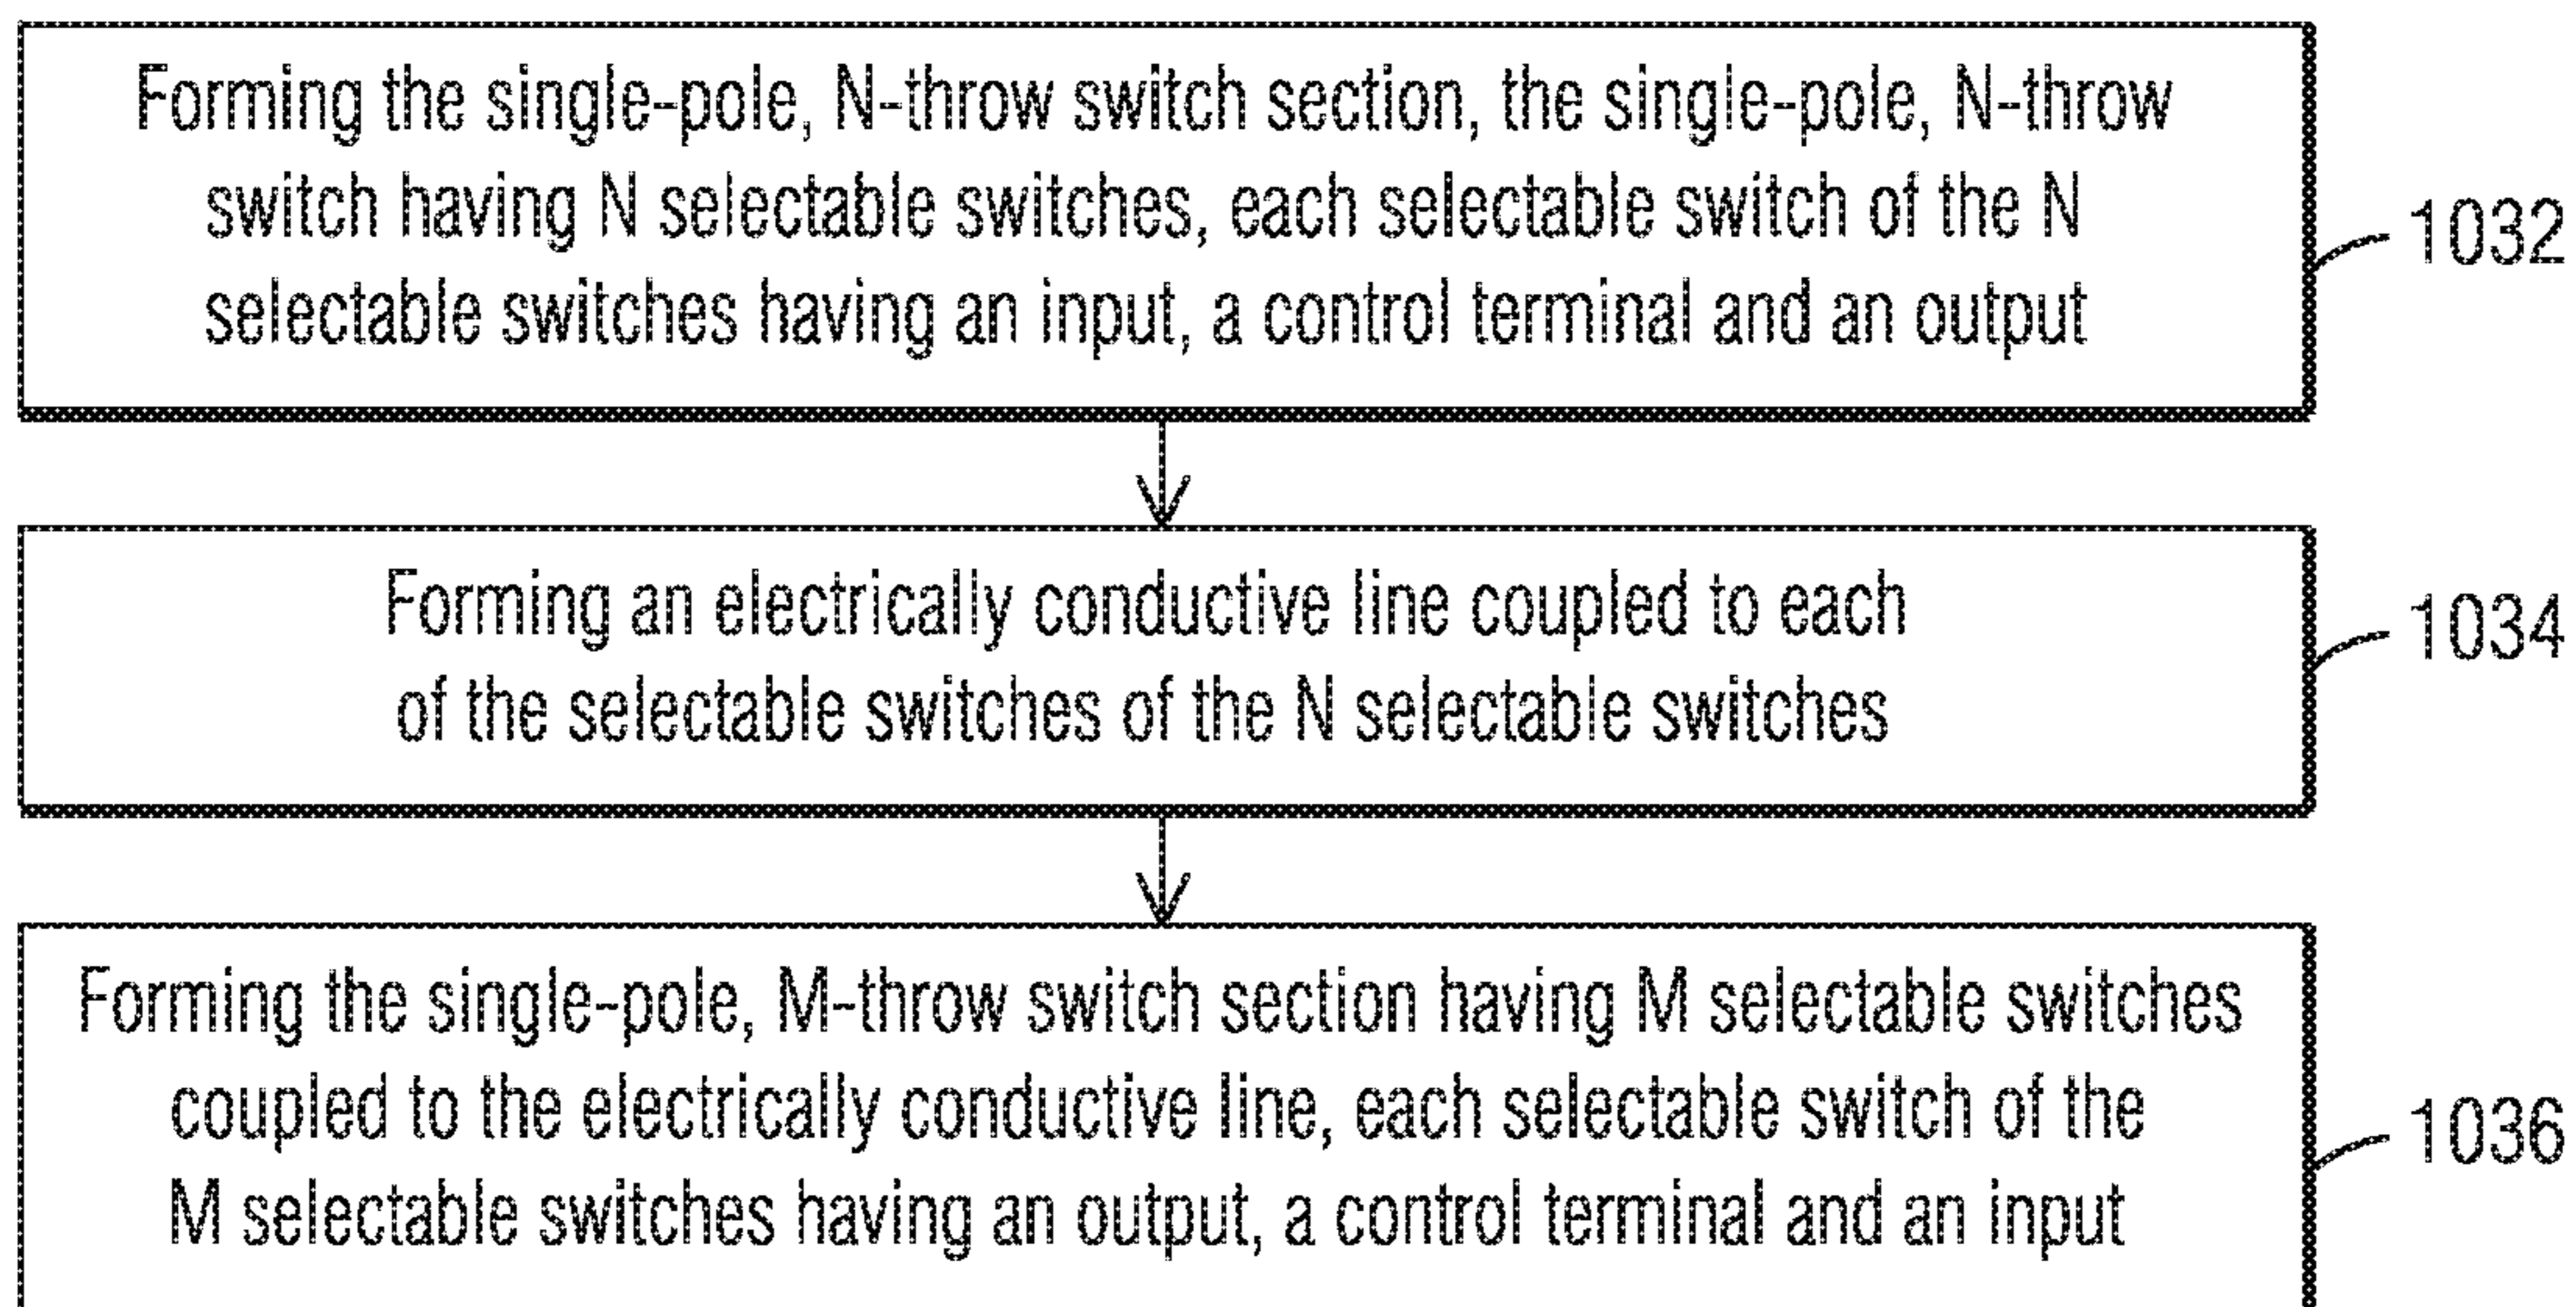 Forming the single-pole, N-throw switch section, the single-pole, N-throw
switch having N selectable switches, each selectable switch of the N
selectable switches having an input, a control terminal and an output
1032
Forming an electrically conductive line coupled to each
of the selectable switches of the N selectable switches
1034
Forming the single-pole, M-throw switch section having M selectable switches
coupled to the electrically conductive line, each selectable switch of the
M selectable switches having an output, a control terminal and an input
1036